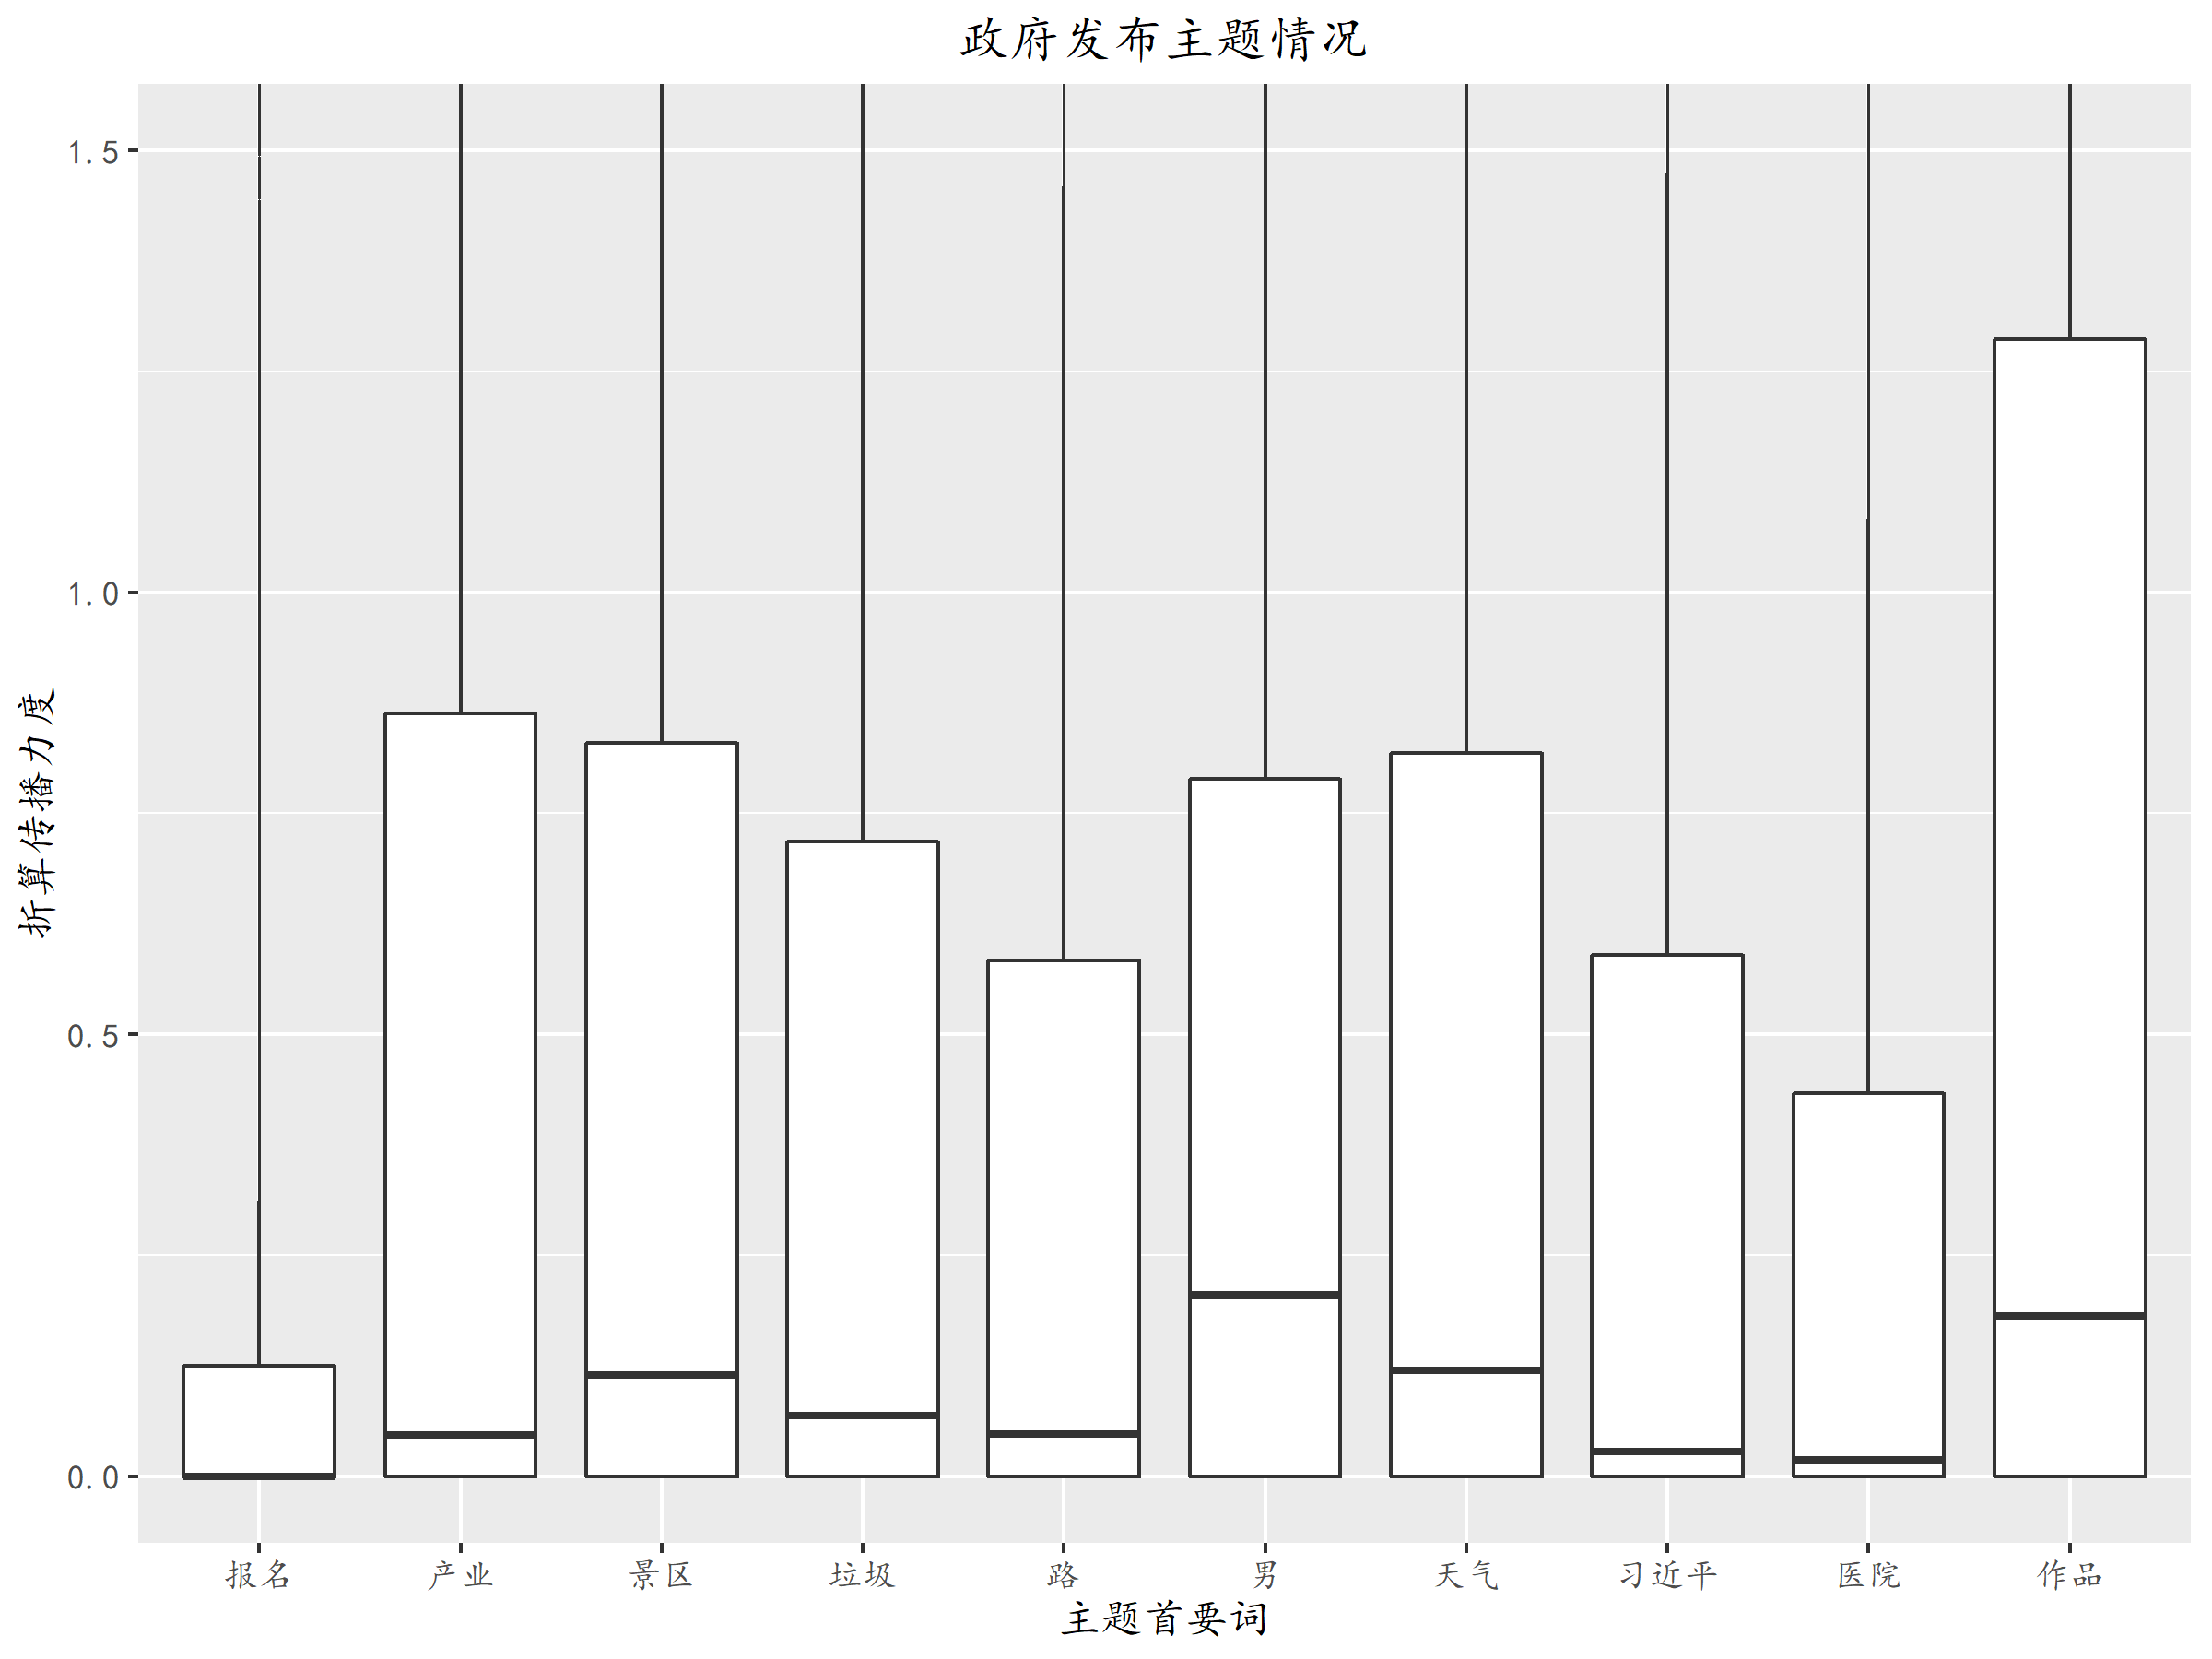 政府发布主题情况
折算传播力度
1.5
1.0
0.5
0.0
报名 产业 景区 垃圾 路 男 天气 习近平 医院 作品
主题首要词